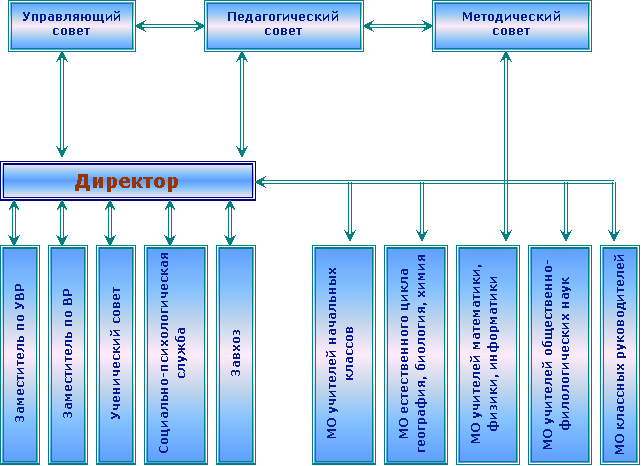 Управляющий
совет
Педагогический
совет
Методический
совет
Директор
Заместитель по УВР
Заместитель по ВР
Ученический совет
Социально-психологическая
служба
Завхоз
МО учителей начальных
классов
МО естественного цикла
география, биология, химия
МО учителей математики,
физики, информатики
МО учителей общественно-
филологических наук
МО классных руководителей